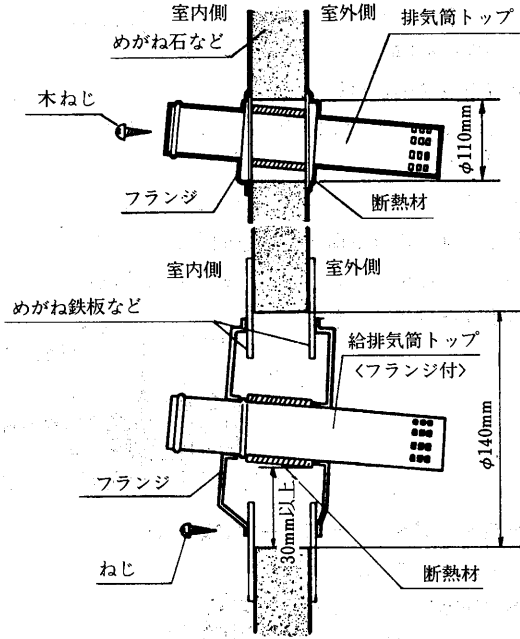 室内側
室外側
排気筒トップ
めがね石など
木ねじ
φ110mm
フランジ
断熱材
室内側
室外側
めがね鉄板など
給排気筒トップ
〈フランジ付〉
φ140mm
フランジ
30mm以上
ねじ
断熱材